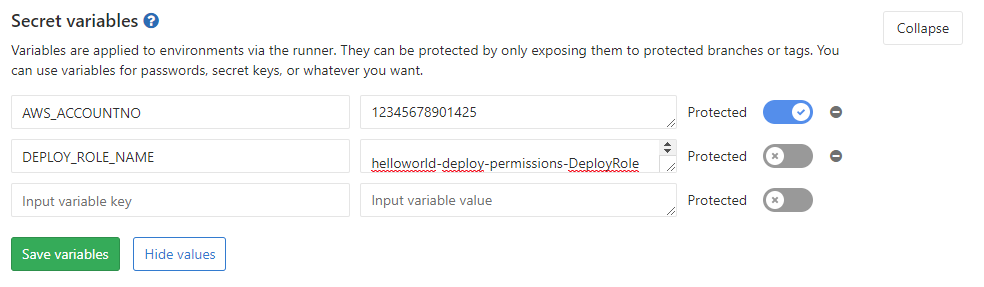 Secret variables
Collapse
Variables are applied to environments via the runner. They can be protected by only exposing them to protected branches or tags. You
can use variables for passwords, secret keys, or whatever you want.
AWS_ACCOUNTNO 12345678901425 Protected
DEPLOY_ROLE_NAME helloworld-deploy-permissions-DeployRole Protected
Input variable key Input variable value Protected
Save variables Hide values